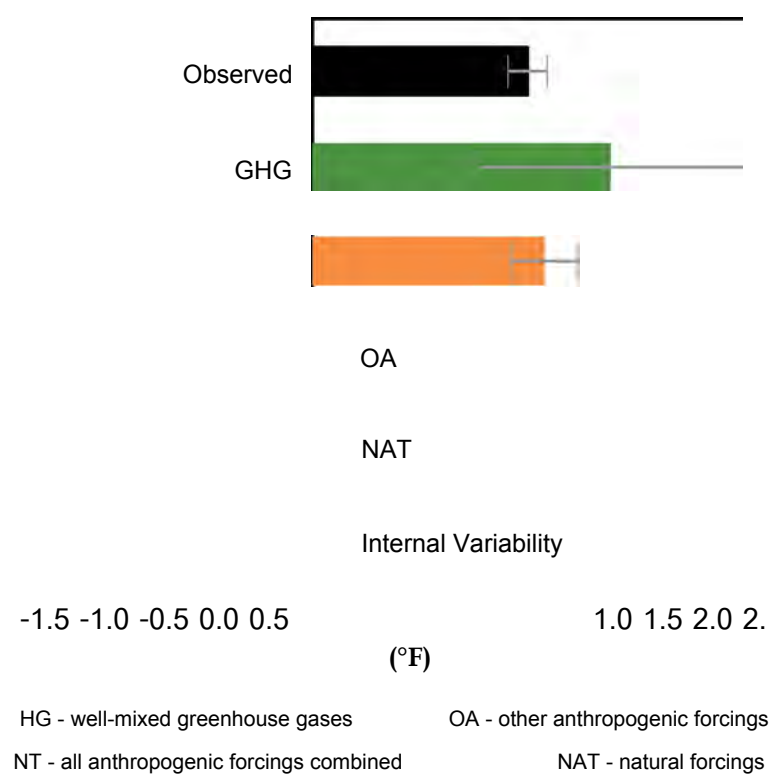 Observed
GHG
OA
NAT
Internal Variability
-1.5 -1.0 -0.5 0.0 0.5 1.0 1.5 2.0 2.
(°F)
HG - well-mixed greenhouse gases OA - other anthropogenic forcings
NT - all anthropogenic forcings combined NAT - natural forcings